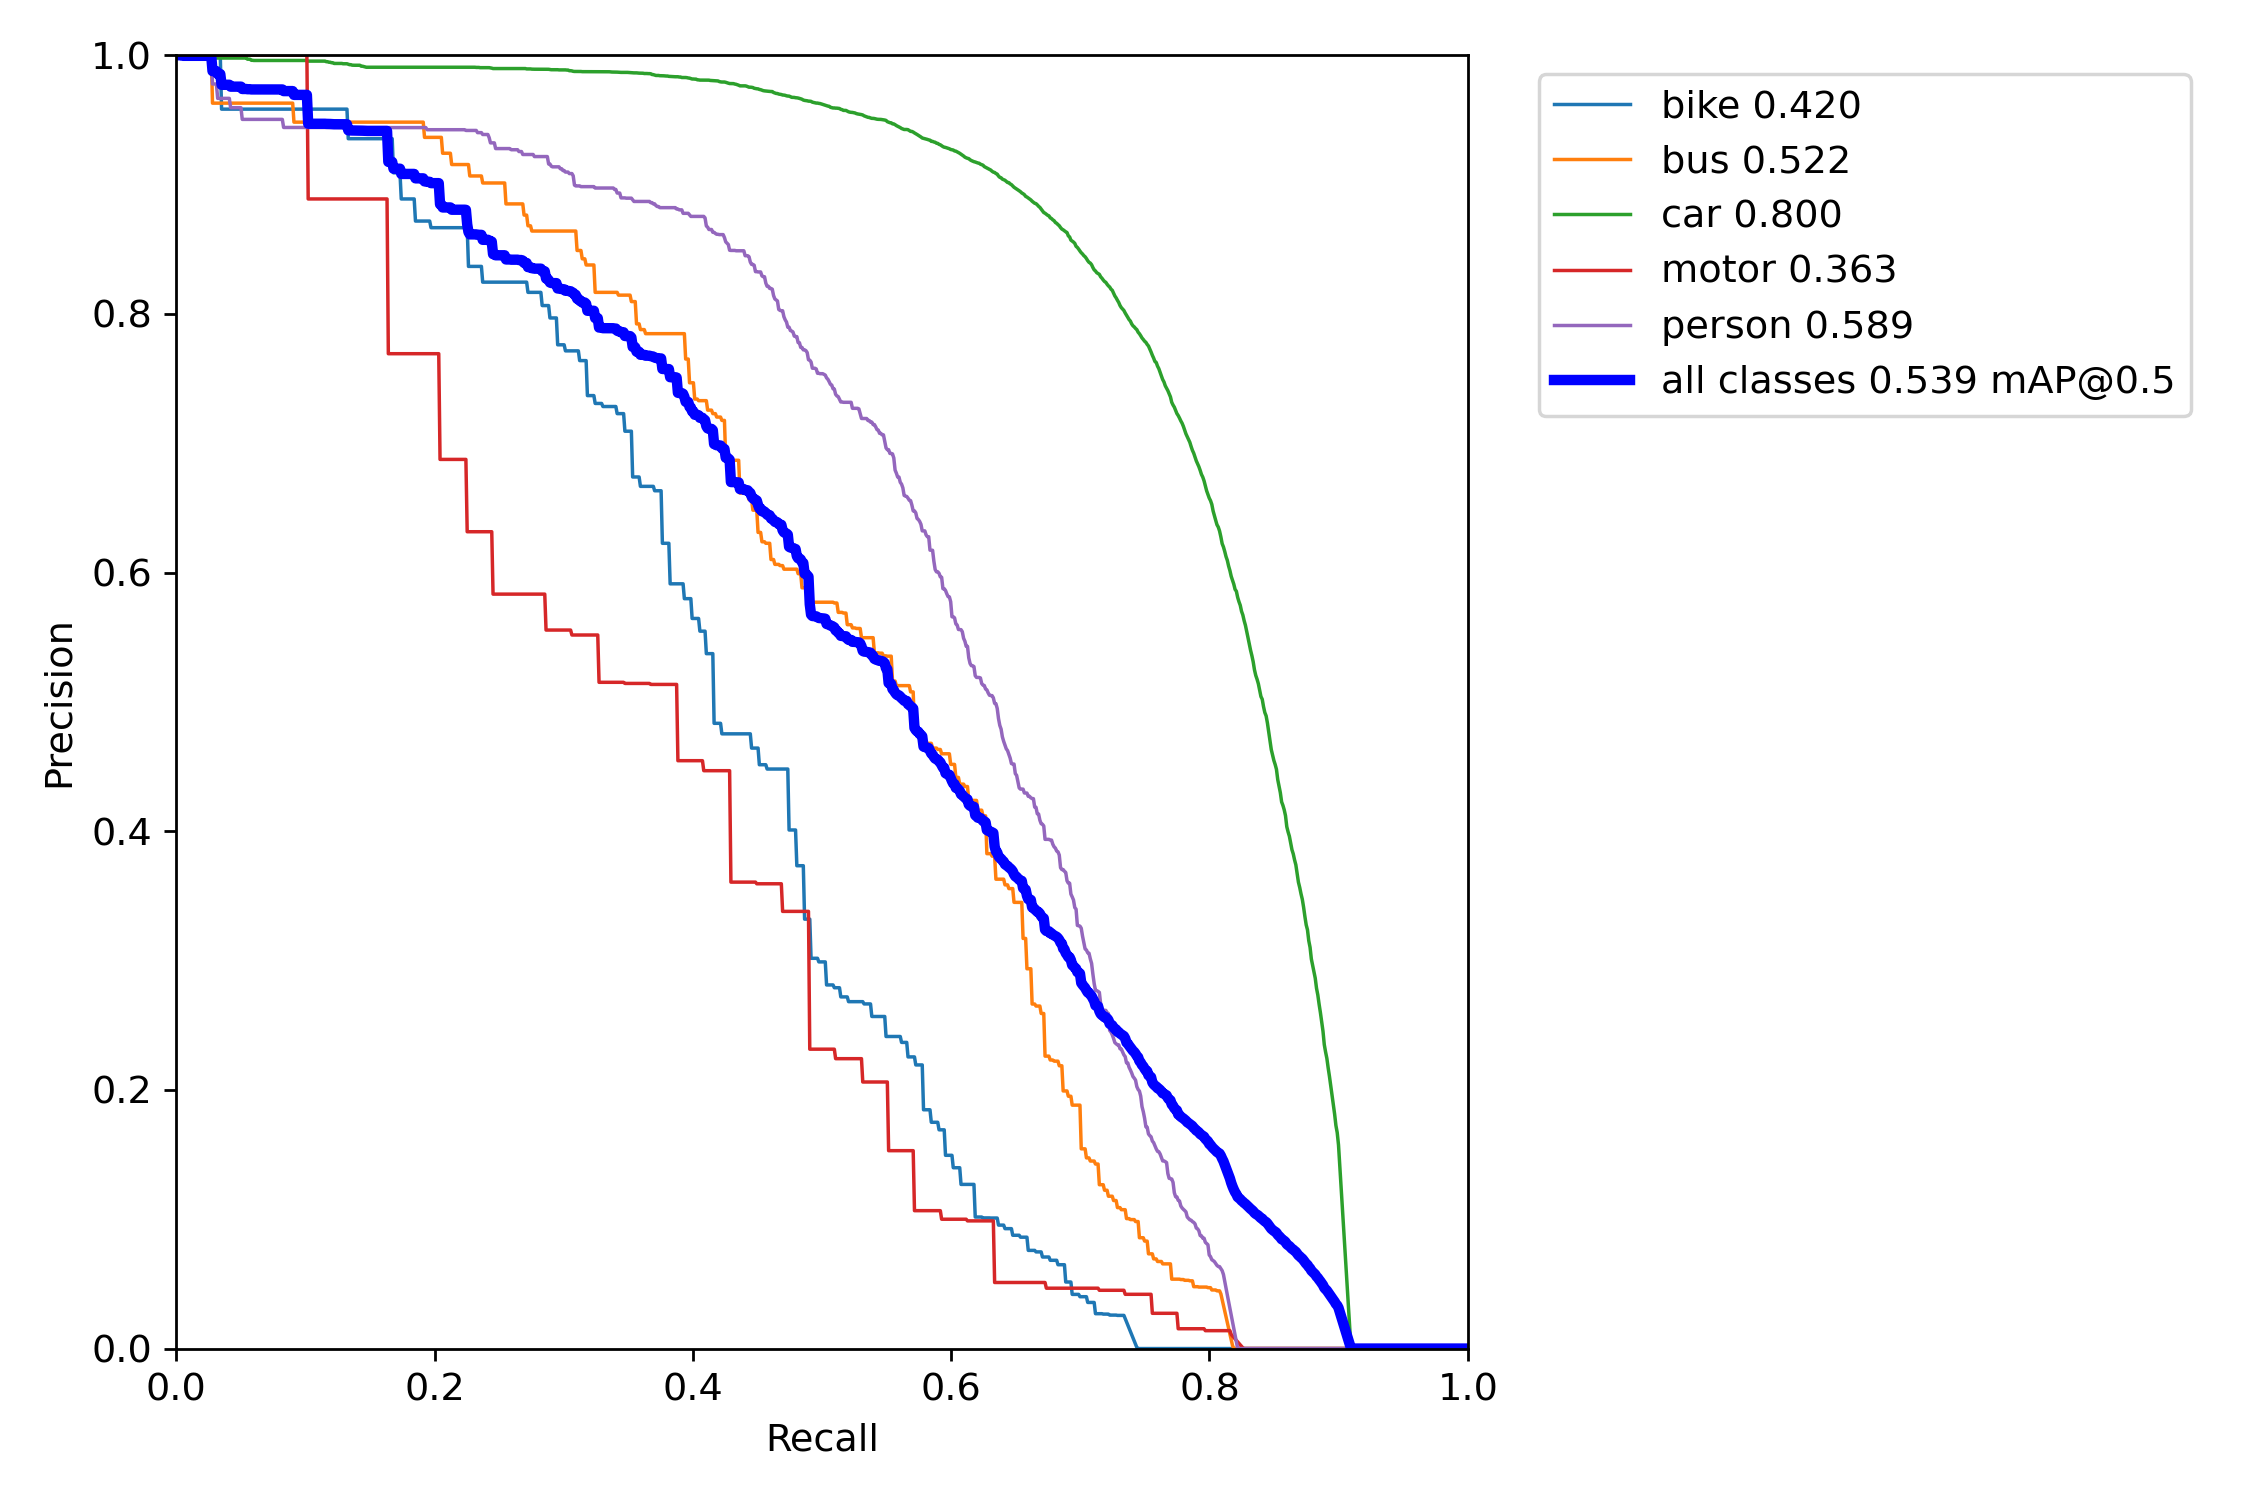 1.0
0.8
0.6
0.4
0.2
0.0
Precision
0.0 0.2 0.4 0.6 0.8 1.0
Recall
bike 0.420
bus 0.522
car 0.800
motor 0.363
person 0.589
all classes 0.539 mAP@0.5